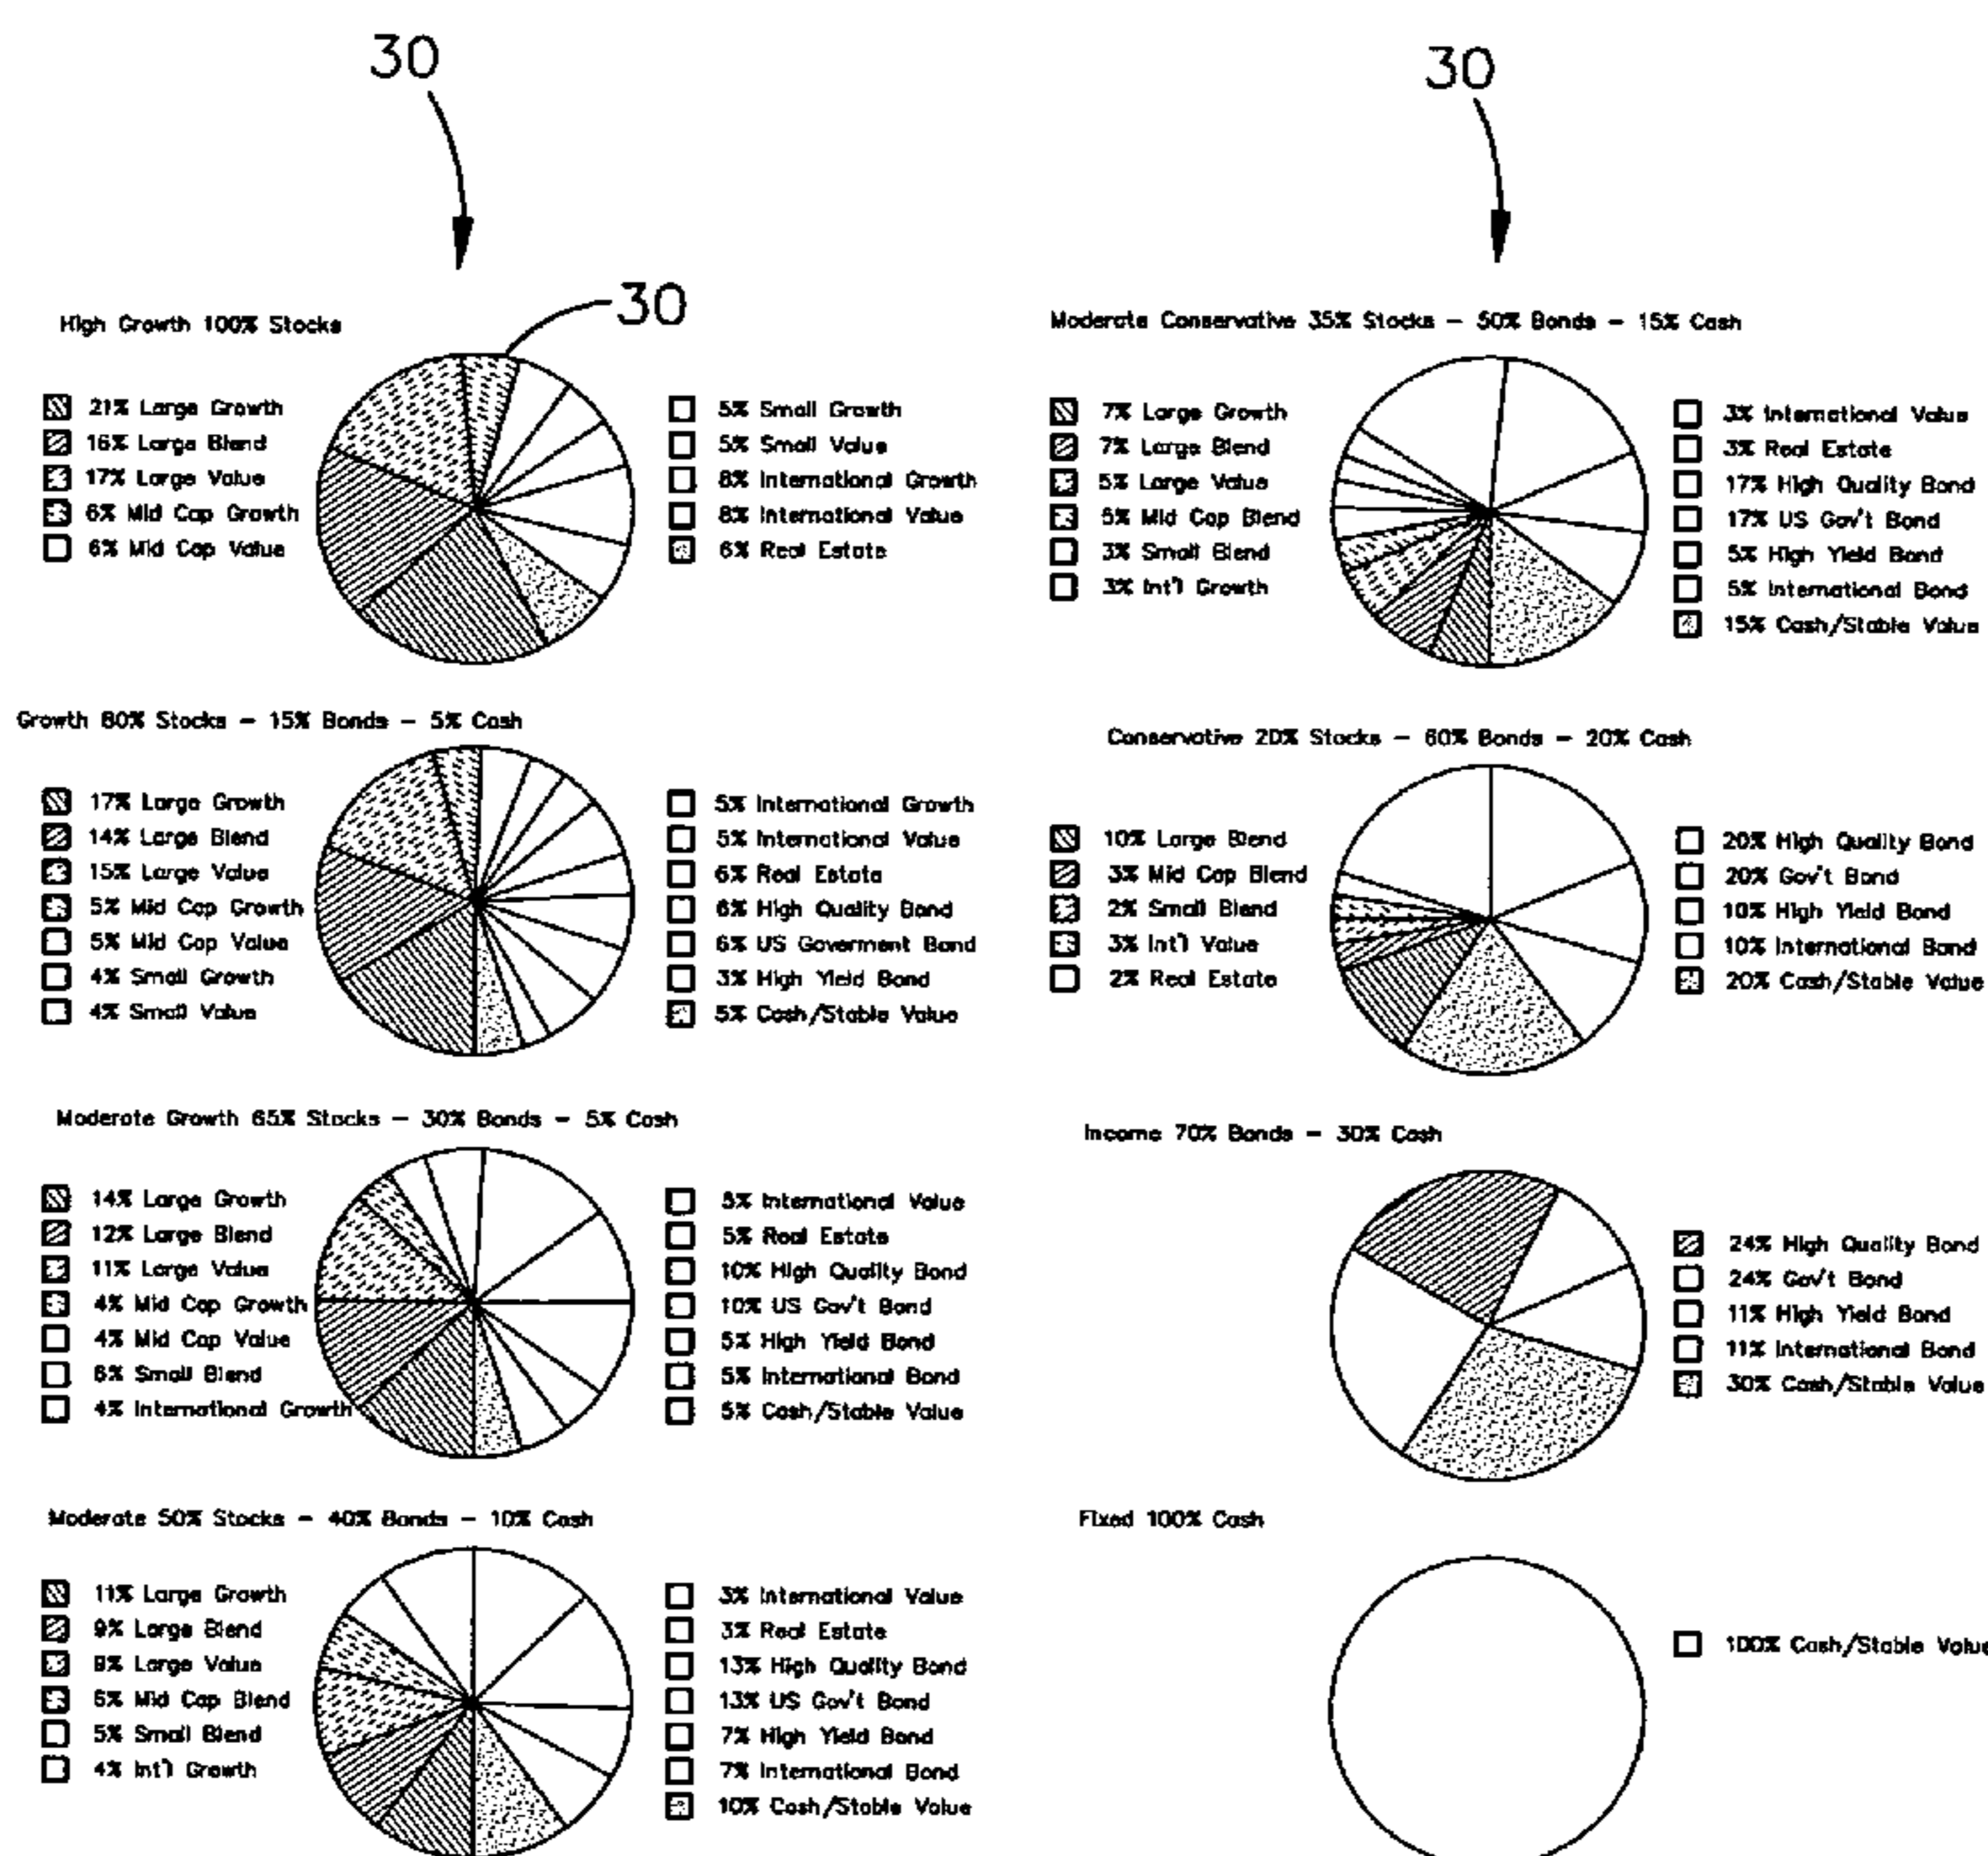 30
30
High Growth 100% Stocks
30
21% Large Growth
16% Large Blend
17% Large Value
6% Mid Cap Growth
6% Mid Cap Value
5% Small Growth
5% Small Value
8% International Growth
8% International Value
6% Real Estate
Growth 80% Stocks – 15% Bonds – 5% Cash
17% Large Growth
14% Large Blend
15% Large Value
5% Mid Cap Growth
5% Mid Cap Value
4% Small Growth
4% Small Value
5% International Growth
5% International Value
6% Real Estate
6% High Quality Bond
6% US Goverment Bond
3% High Yield Bond
5% Cash/Stable Value
Moderate Growth 65% Stocks – 30% Bonds – 5% Cash
14% Large Growth
12% Large Blend
11% Large Value
4% Mid Cap Growth
4% Mid Cap Value
6% Small Blend
4% International Growth
International Value
5% Real Estate
10% High Quality Bond
10% US Gov't Bond
5% High Yield Bond
5% International Bond
5% Cash/Stable Value
Moderate 50% Stocks – 40% Bonds – 10% Cash
11% Large Growth
9% Large Blend
Large Value
Mid Cap Blend
5% Small Blend
4% Int'l Growth
3% International Value
3% Real Estate
13% High Quality Bond
13% US Gov't Bond
7% High Yield Bond
7% International Bond
10% Cash/Stable Value
Moderate Conservative 35% Stocks – 50% Bonds – 15% Cash
7% Large Growth
7% Large Blend
5% Large Value
5% Mid Cap Blend
3% Small Blend
3% Int'l Growth
3% International Value
3% Real Estate
17% High Quality Bond
17% US Gov't Bond
5% High Yield Bond
5% International Bond
15% Cash/Stable Value
Conservative 20% Stocks – 60% Bonds – 20% Cash
10% Large Blend
3% Mid Cap Blend
2% Small Blend
3% Int'l Value
2% Real Estate
20% High Quality Bond
20% Gov't Bond
10% High Yield Bond
10% International Bond
20% Cash/Stable Value
Income 70% Bonds – 30% Cash
24% High Quality Bond
24% Gov't Bond
11% High Yield Bond
11% International Bond
30% Cash/Stable Value
Fixed 100% Cash
100% Cash/Stable Value